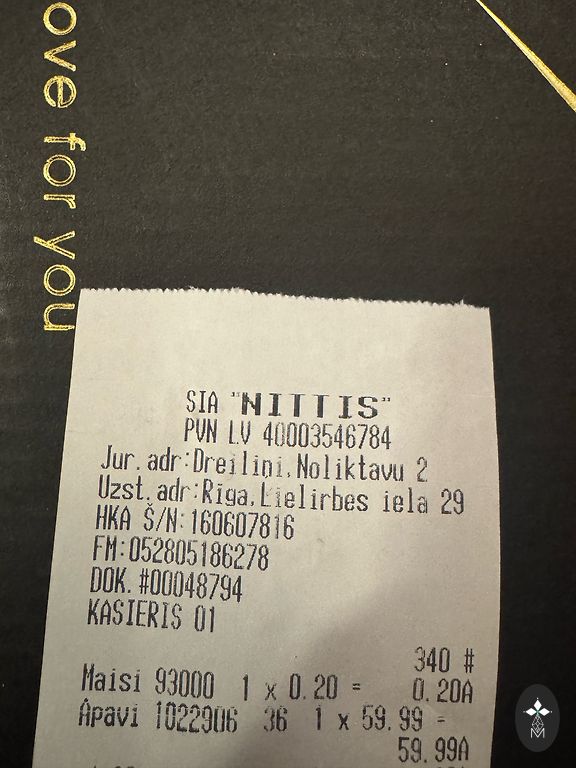 ove for you
SIA "NITTIS"
PVN LV 40003546784
Jur. adr:Dreilini,Noliktavu 2
Uzst. adr:Rīga,Lielirbes iela 29
HKA Š/N:160607816
FM:052805186278
DOK. #00048794
KASIERIS 01
340 #
Maisi 93000 1 x 0.20 = 0.20A
Apavi 1022906 36 1 x 59.99 =
59.99A
M